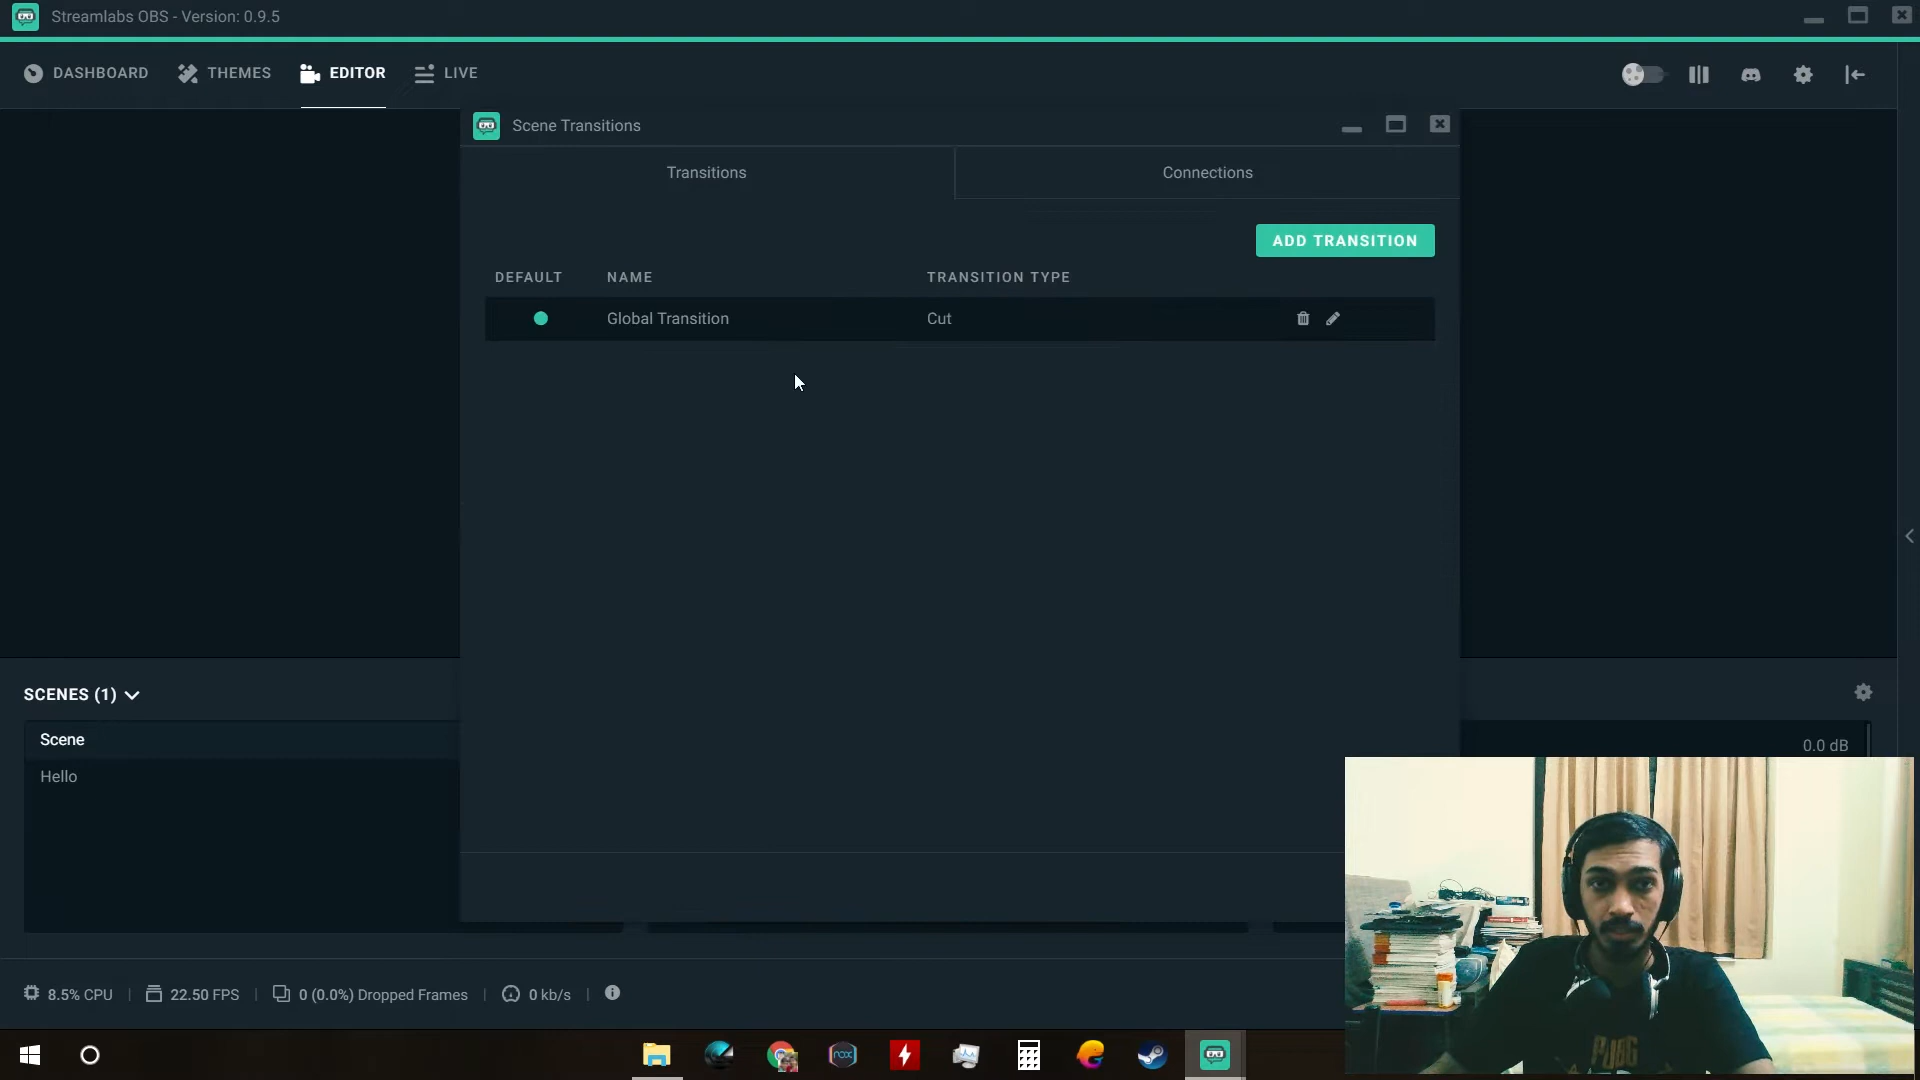 Streamlabs OBS - Version: 0.9.5
DASHBOARD
THEMES
EDITOR
LIVE
Scene Transitions
Transitions
Connections
ADD TRANSITION
DEFAULT
NAME
TRANSITION TYPE
Global Transition
Cut
SCENES (1)
Scene
Hello
0.0 dB
8.5% CPU
22.50 FPS
0 (0.0%) Dropped Frames
0 kb/s
nox
PUBG